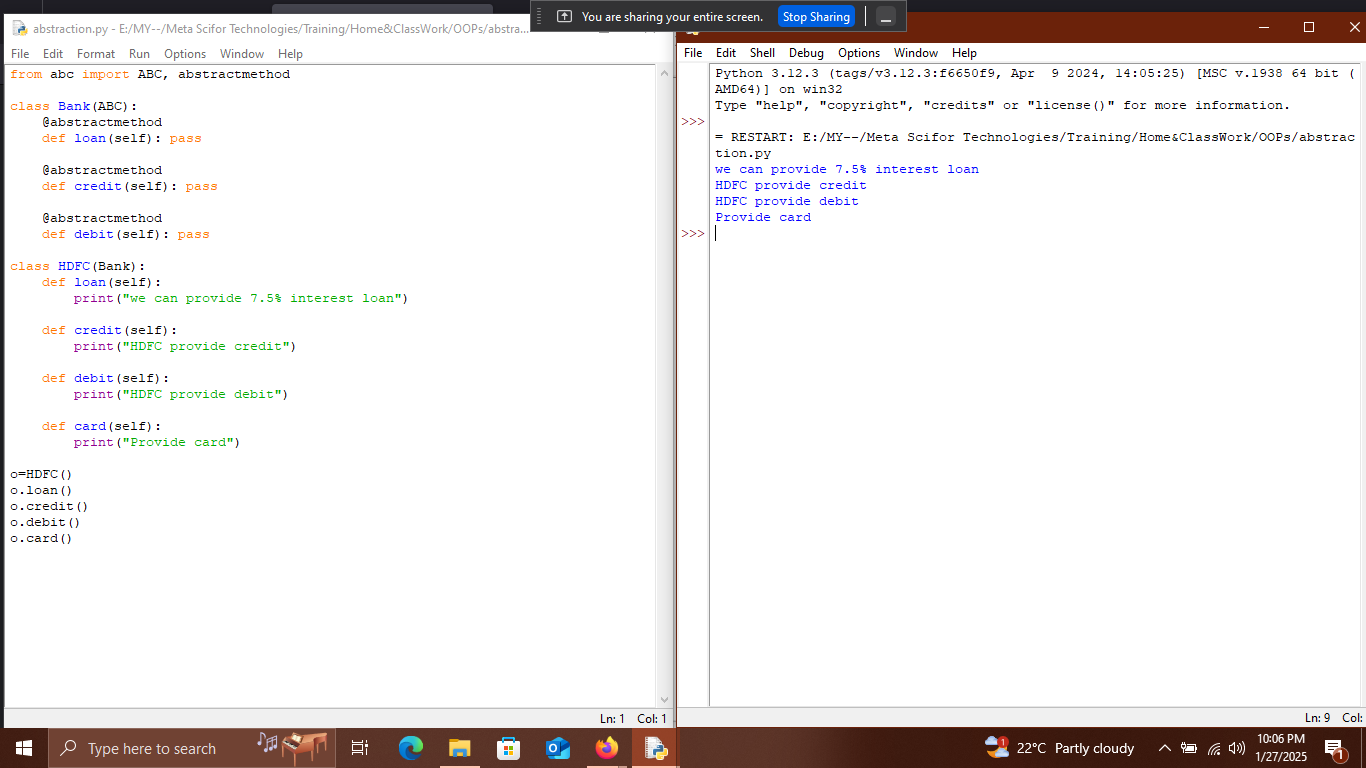 You are sharing your entire screen. Stop Sharing
abstraction.py - E:/MY--/Meta Scifor Technologies/Training/Home&ClassWork/OOPs/abstra...
File Edit Format Run Options Window Help
from abc import ABC, abstractmethod
class Bank(ABC):
    @abstractmethod
    def loan(self): pass
    @abstractmethod
    def credit(self): pass
    @abstractmethod
    def debit(self): pass
class HDFC(Bank):
    def loan(self):
        print("we can provide 7.5% interest loan")
    def credit(self):
        print("HDFC provide credit")
    def debit(self):
        print("HDFC provide debit")
    def card(self):
        print("Provide card")
o=HDFC()
o.loan()
o.credit()
o.debit()
o.card()
Ln: 1 Col: 1
File Edit Shell Debug Options Window Help
Python 3.12.3 (tags/v3.12.3:f6650f9, Apr  9 2024, 14:05:25) [MSC v.1938 64 bit (
AMD64)] on win32
Type "help", "copyright", "credits" or "license()" for more information.
>>>
= RESTART: E:/MY--/Meta Scifor Technologies/Training/Home&ClassWork/OOPs/abstrac
tion.py
we can provide 7.5% interest loan
HDFC provide credit
HDFC provide debit
Provide card
>>>
Ln: 9 Col:
Type here to search
1
22°C Partly cloudy
10:06 PM
1/27/2025
1